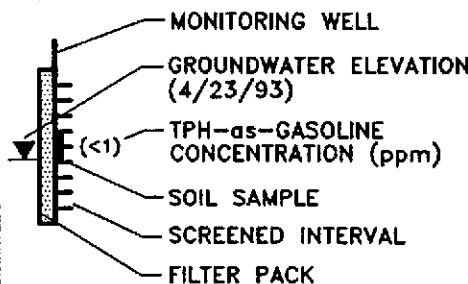 MONITORING WELL
GROUNDWATER ELEVATION
(4/23/93)
(<1)
TPH-as-GASOLINE
CONCENTRATION (ppm)
SOIL SAMPLE
SCREENED INTERVAL
FILTER PACK